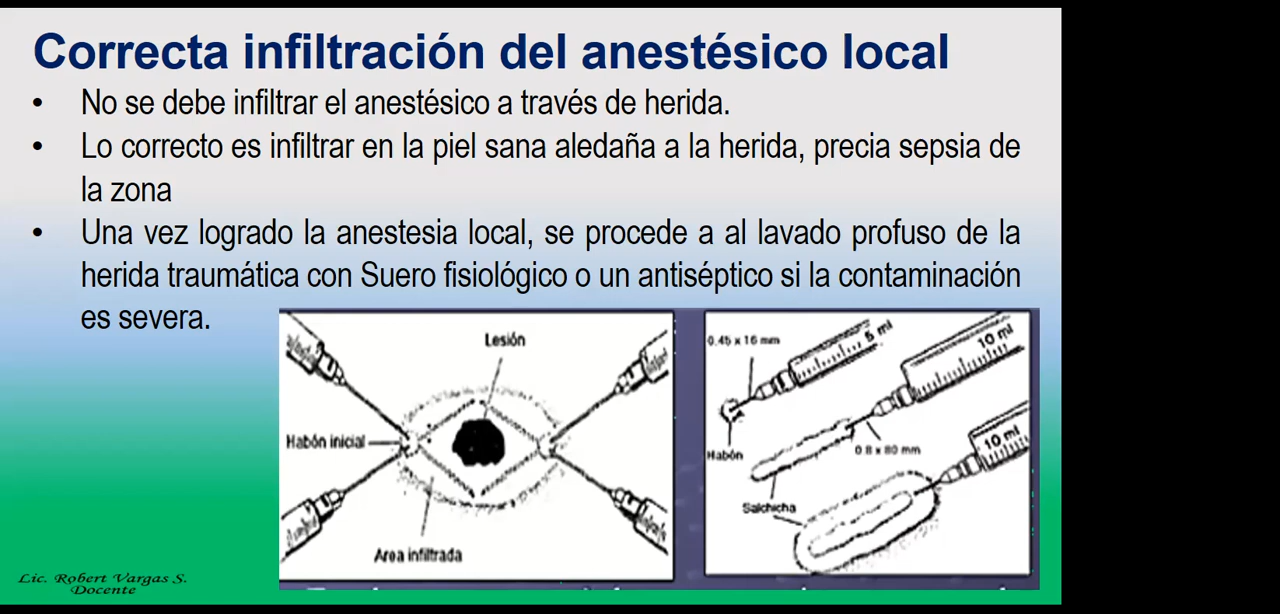 Correcta infiltración del anestésico local
• No se debe infiltrar el anestésico a través de herida.
• Lo correcto es infiltrar en la piel sana aledaña a la herida, precia sepsia de
la zona
• Una vez logrado la anestesia local, se procede a al lavado profuso de la
herida traumática con Suero fisiológico o un antiséptico si la contaminación
es severa.
Lesión
Habón inicial
Area infiltrada
0.45 x 16 mm
5 ml
10 ml
Habón
0.8 x 80 mm
10 ml
Salchicha
Lic. Robert Vargas S.
Docente